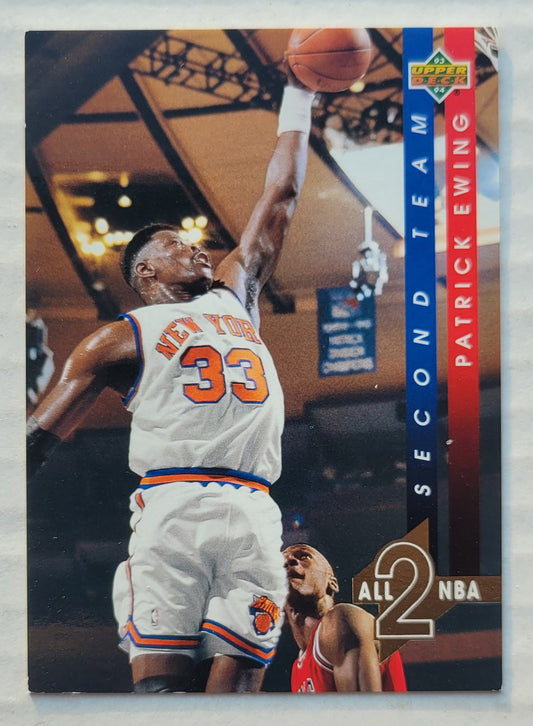 93
UPPER
DECK
94
®
SECOND TEAM
PATRICK EWING
NEW YORK
33
ALL 2 NBA